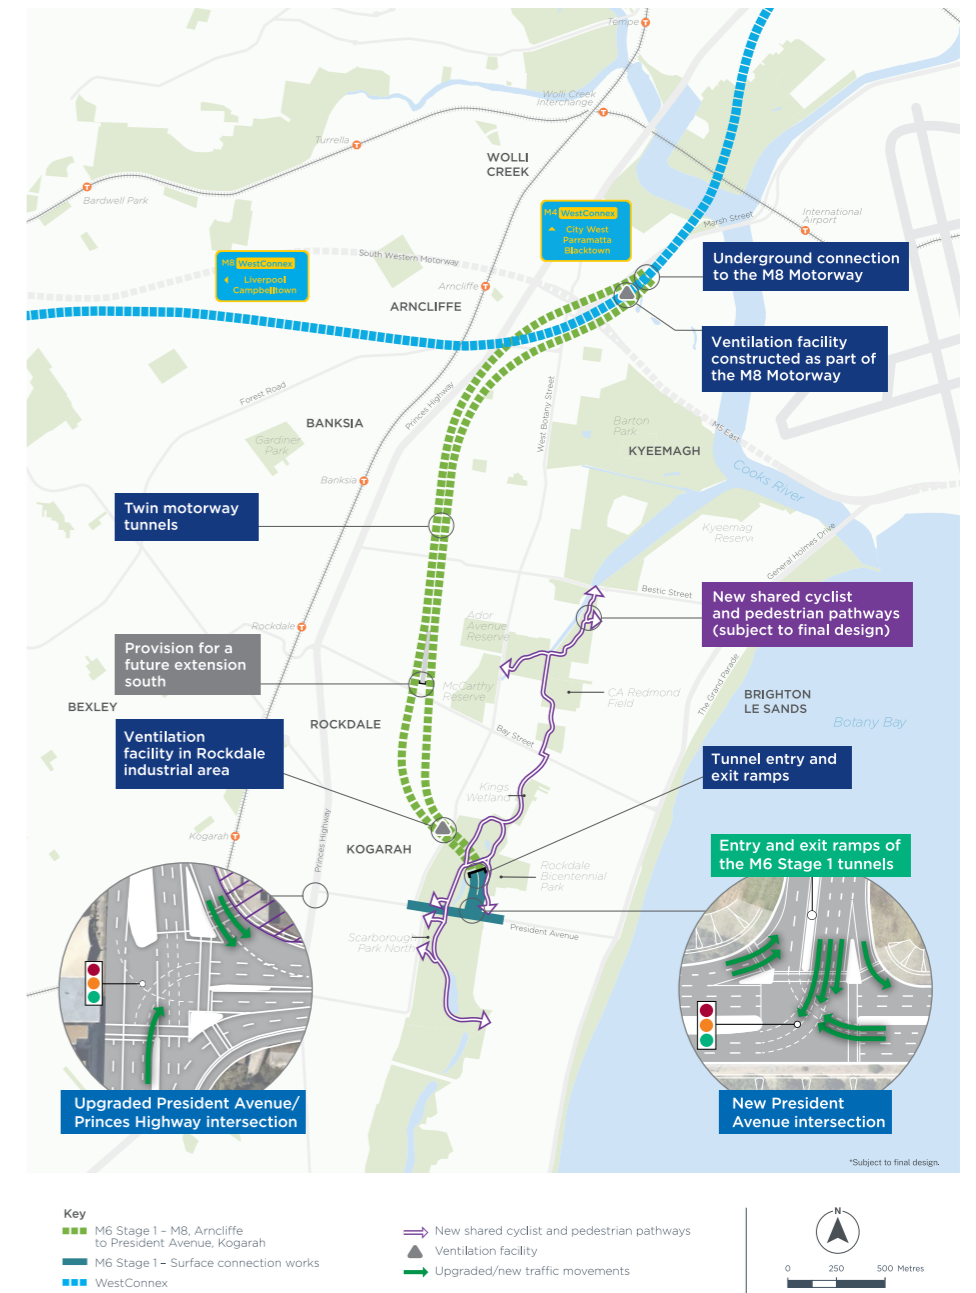 Tempe
Wolli Creek
Interchange
Turrella
WOLLI
CREEK
Bardwell Park
M4 WestConnex
City West
Parramatta
Blacktown
Marsh Street
International
Airport
South Western Motorway
M8 WestConnex
Liverpool
Campbelltown
Underground connection
to the M8 Motorway
Arncliffe
ARNCLIFFE
Ventilation facility
constructed as part of
the M8 Motorway
Forest Road
Princes Highway
West Botany Street
BANKSIA
Gardiner
Park
Barton
Park
M5 East
KYEEMAGH
Banksia
Cooks River
Twin motorway
tunnels
Kyeemag
Reserv
General Holmes Drive
Bestic Street
New shared cyclist
and pedestrian pathways
(subject to final design)
Ador
Avenue
Reserve
Rockdale
Provision for a
future extension
south
McCarthy
Reserve
CA Redmond
Field
The Grand Parade
BRIGHTON
LE SANDS
BEXLEY
ROCKDALE
Bay Street
Botany Bay
Ventilation
facility in Rockdale
industrial area
Tunnel entry and
exit ramps
Kings
Wetland
Kogarah
Princes Highway
KOGARAH
Entry and exit ramps of
the M6 Stage 1 tunnels
Rockdale
Bicentennial
Park
President Avenue
Scarboroug
Park North
Upgraded President Avenue/
Princes Highway intersection
New President
Avenue intersection
*Subject to final design.
Key
M6 Stage 1 – M8, Arncliffe
to President Avenue, Kogarah
M6 Stage 1 – Surface connection works
WestConnex
New shared cyclist and pedestrian pathways
Ventilation facility
Upgraded/new traffic movements
N
0 250 500 Metres